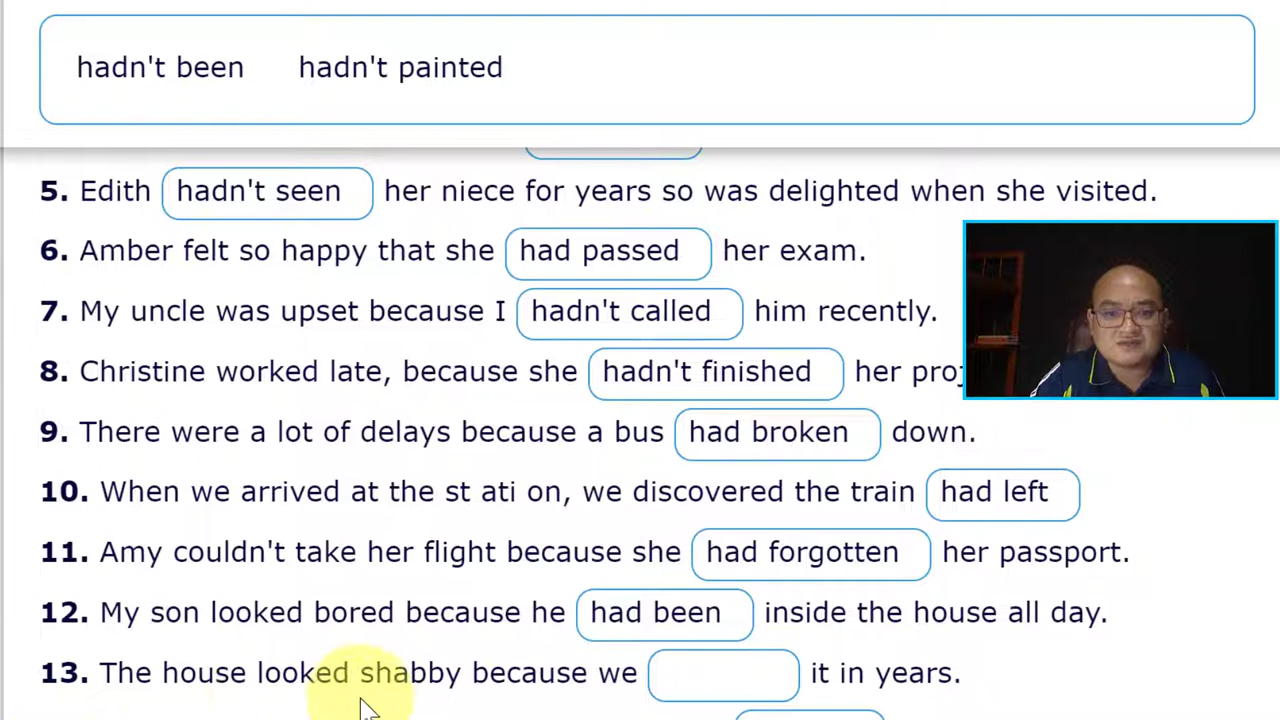 hadn't been hadn't painted
5. Edith hadn't seen her niece for years so was delighted when she visited.
6. Amber felt so happy that she had passed her exam.
7. My uncle was upset because I hadn't called him recently.
8. Christine worked late, because she hadn't finished her proj
9. There were a lot of delays because a bus had broken down.
10. When we arrived at the st ati on, we discovered the train had left
11. Amy couldn't take her flight because she had forgotten her passport.
12. My son looked bored because he had been inside the house all day.
13. The house looked shabby because we it in years.